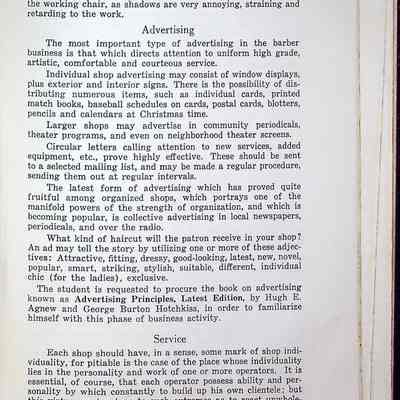 the working chair, as shadows are very annoying, straining and
retarding to the work.
Advertising
The most important type of advertising in the barber
business is that which directs attention to uniform high grade,
artistic, comfortable and courteous service.
Individual shop advertising may consist of window displays,
plus exterior and interior signs. There is the possibility of dis-
tributing numerous items, such as individual cards, printed
match books, baseball schedules on cards, postal cards, blotters,
pencils and calendars at Christmas time.
Larger shops may advertise in community periodicals,
theater programs, and even on neighborhood theater screens.
Circular letters calling attention to new services, added
equipment, etc., prove highly effective. These should be sent
to a selected mailing list, and may be made a regular procedure,
sending them out at regular intervals.
The latest form of advertising which has proved quite
fruitful among organized shops, which portrays one of the
manifold powers of the strength of organization, and which is
becoming popular, is collective advertising in local newspapers,
periodicals, and over the radio.
What kind of haircut will the patron receive in your shop?
An ad may tell the story by utilizing one or more of these adjec-
tives: Attractive, fitting, dressy, good-looking, latest, new, novel,
popular, smart, striking, stylish, suitable, different, individual
chic (for the ladies), exclusive.
The student is requested to procure the book on advertising
known as Advertising Principles, Latest Edition, by Hugh E.
Agnew and George Burton Hotchkiss, in order to familiarize
himself with this phase of business activity.
Service
Each shop should have, in a sense, some mark of shop indi-
viduality, for pitiable is the case of the place whose individuality
lies in the personality and work of one or more operators. It is
essential, of course, that each operator possess ability and per-
sonality by which constantly to build up his own clientele; but